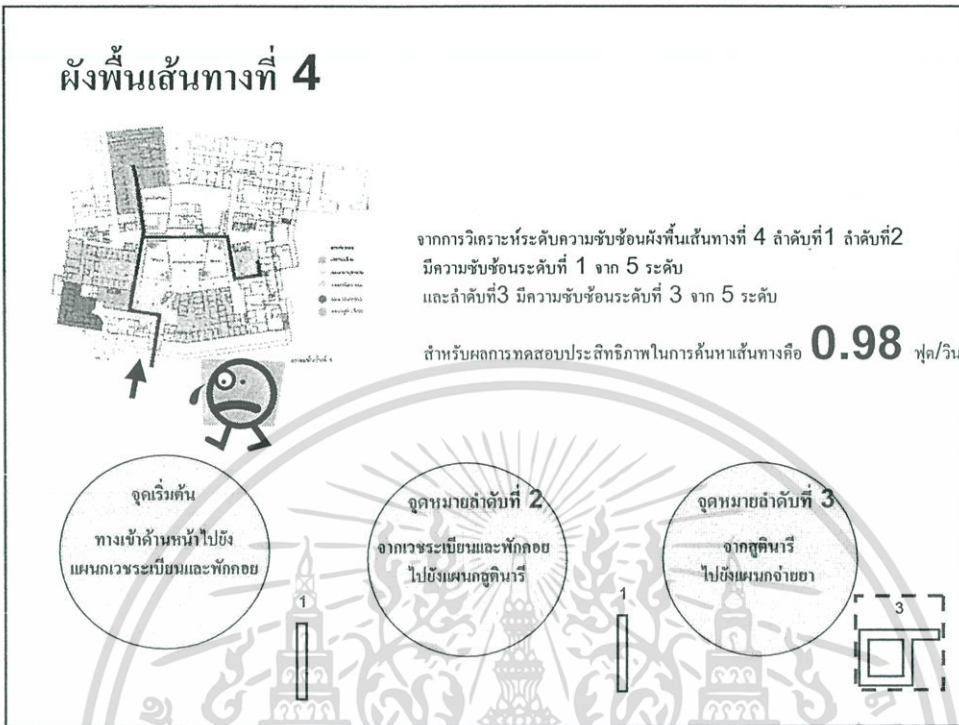 ผังพื้นเส้นทางที่ 4
จากการวิเคราะห์ระดับความซับซ้อนผังพื้นเส้นทางที่ 4 ลำดับที่1 ลำดับที่2
มีความซับซ้อนระดับที่ 1 จาก 5 ระดับ
และลำดับที่3 มีความซับซ้อนระดับที่ 3 จาก 5 ระดับ
สำหรับผลการทดสอบประสิทธิภาพในการค้นหาเส้นทางคือ 0.98 ฟุต/วิน
จุดเริ่มต้น
ทางเข้าด้านหน้าไปยัง
แผนกเวชระเบียนและพักคอย
1
จุดหมายลำดับที่ 2
จากเวชระเบียนและพักคอย
ไปยังแผนกสูตินารี
1
จุดหมายลำดับที่ 3
จากสูตินารี
ไปยังแผนกจ่ายยา
3